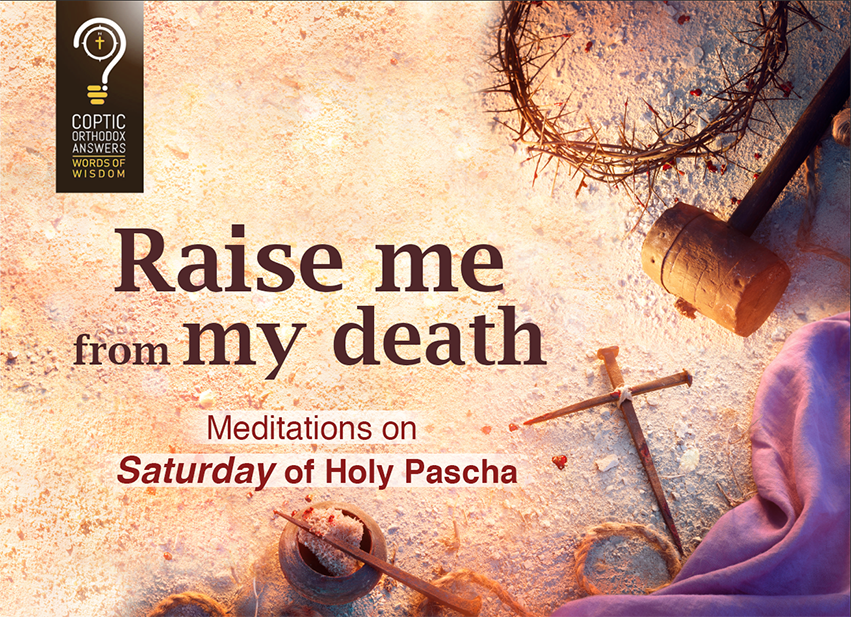 COPTIC
ORTHODOX
ANSWERS
WORDS OF
WISDOM
Raise me
from my death
Meditations on
Saturday of Holy Pascha